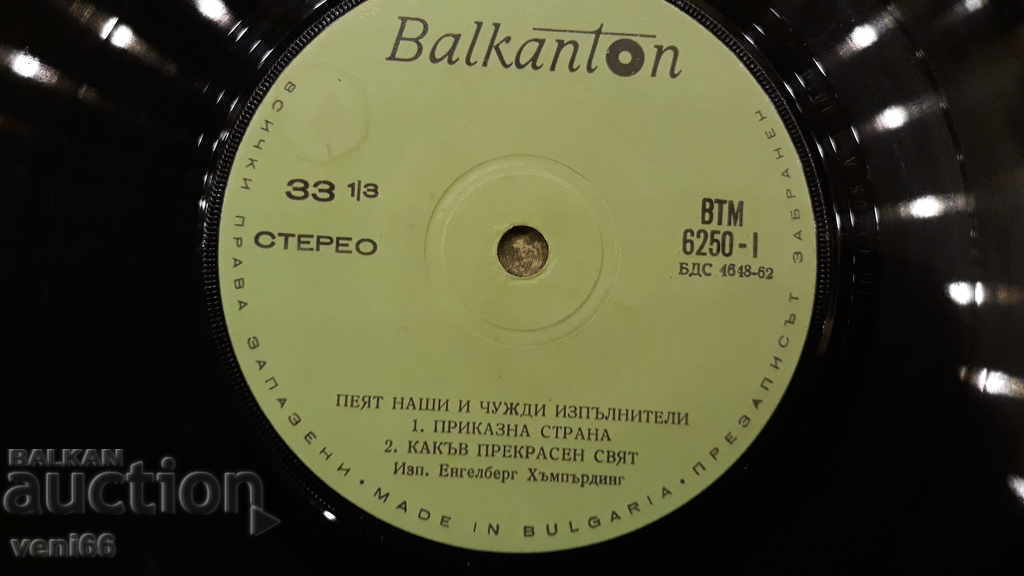 Balkanton
ВСИЧКИ ПРАВА ЗАПАЗЕНИ • MADE IN BULGARIA • ПРЕЗАПИСЪТ ЗАБРАНЕН
33 1/3
СТЕРЕО
ВТМ
6250-I
БДС 1648-62
ПЕЯТ НАШИ И ЧУЖДИ ИЗПЪЛНИТЕЛИ
1. ПРИКАЗНА СТРАНА
2. КАКЪВ ПРЕКРАСЕН СВЯТ
Изп. Енгелберг Хъмпърдинг
BALKAN
auction
veni66